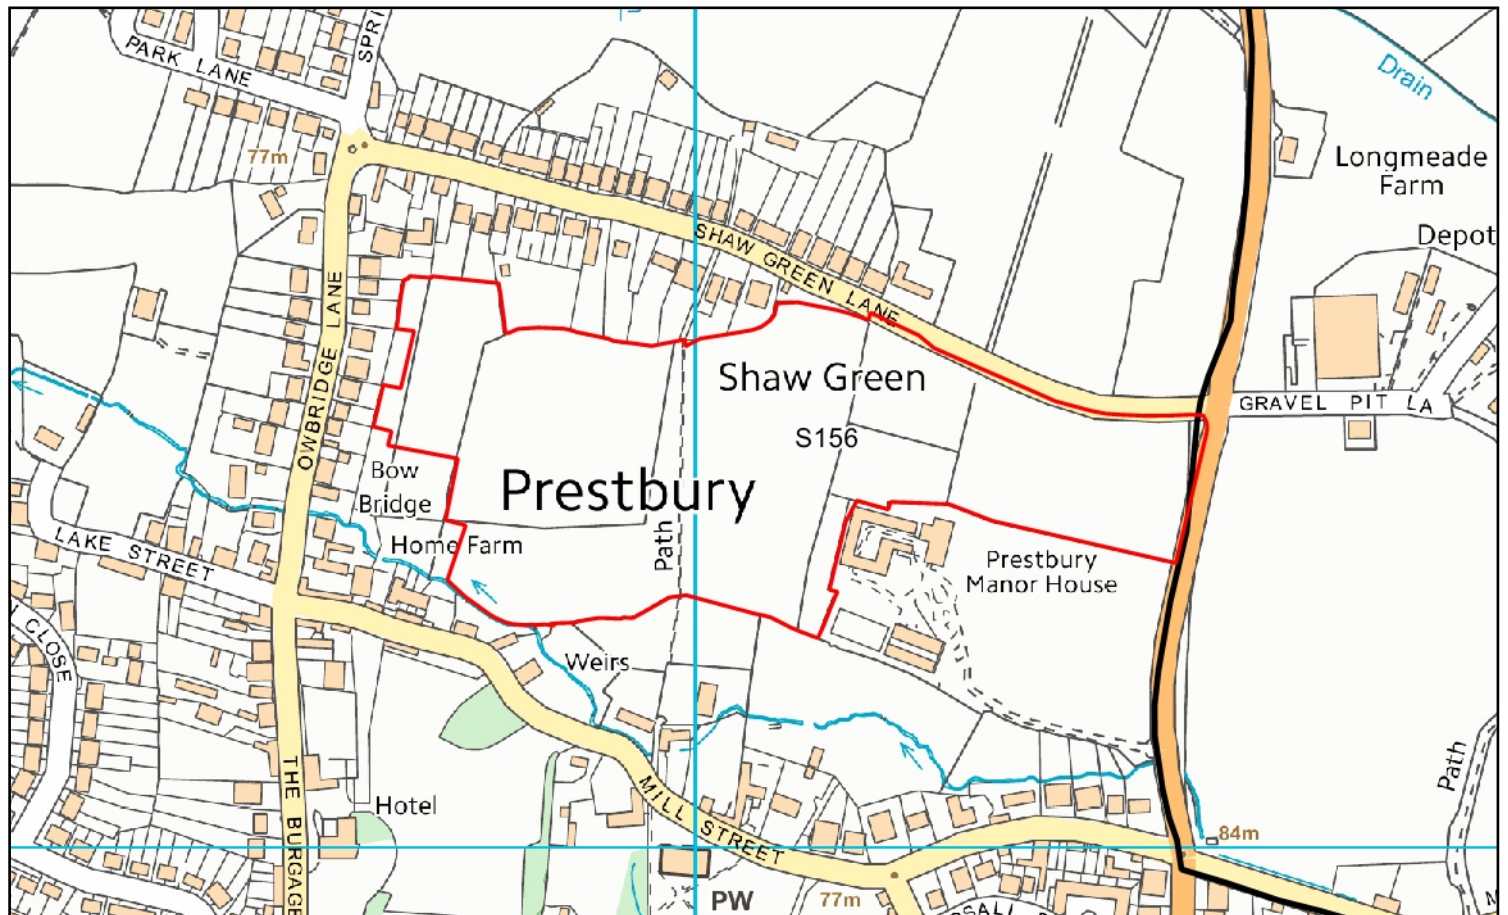 PARK LANE
SPRI
Drain
77m
Longmeade
Farm
Depot
SHAW GREEN LANE
OWBRIDGE LANE
Shaw Green
GRAVEL PIT LA
S156
Bow
Bridge
Prestbury
Path
Home Farm
LAKE STREET
Prestbury
Manor House
CLOSE
Weirs
THE BURGAGE
Hotel
MILL STREET
Path
84m
PW
77m